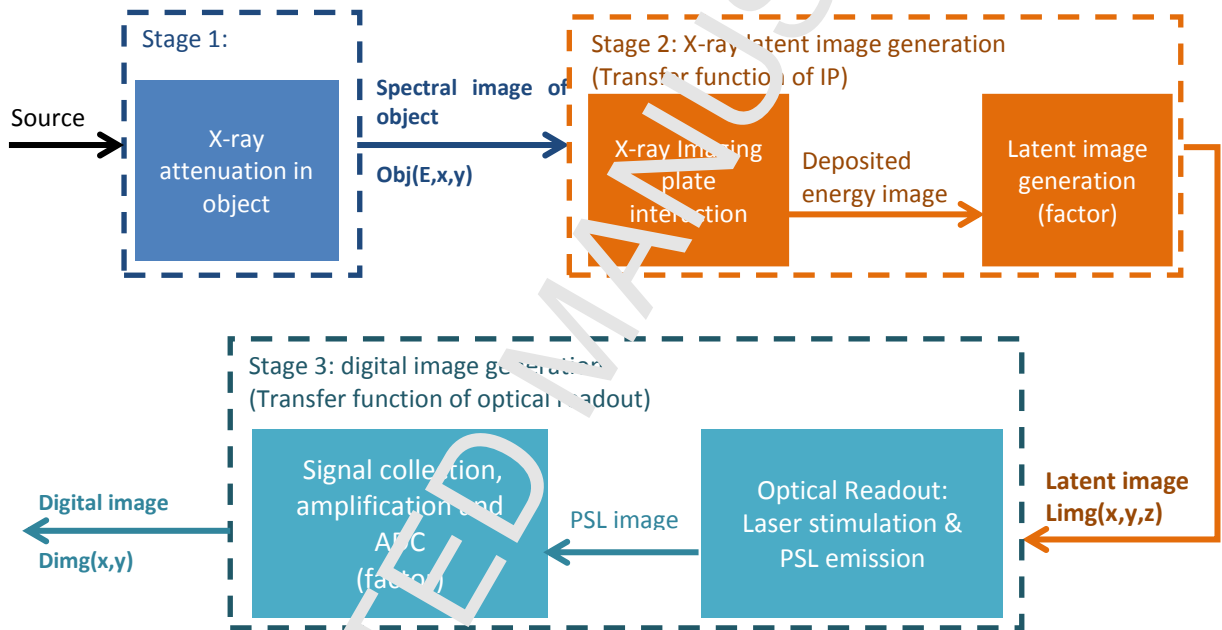 Stage 1:
Source
X-ray
attenuation in
object
Spectral image of
object
Obj(E,x,y)
Stage 2: X-ray latent image generation
(Transfer function of IP)
X-ray Imaging
plate
interaction
Deposited
energy image
Latent image
generation
(factor)
Latent image
Limg(x,y,z)
Stage 3: digital image generation
(Transfer function of optical readout)
Optical Readout:
Laser stimulation &
PSL emission
PSL image
Signal collection,
amplification and
ADC
(factor)
Digital image
Dimg(x,y)
TED MANUS